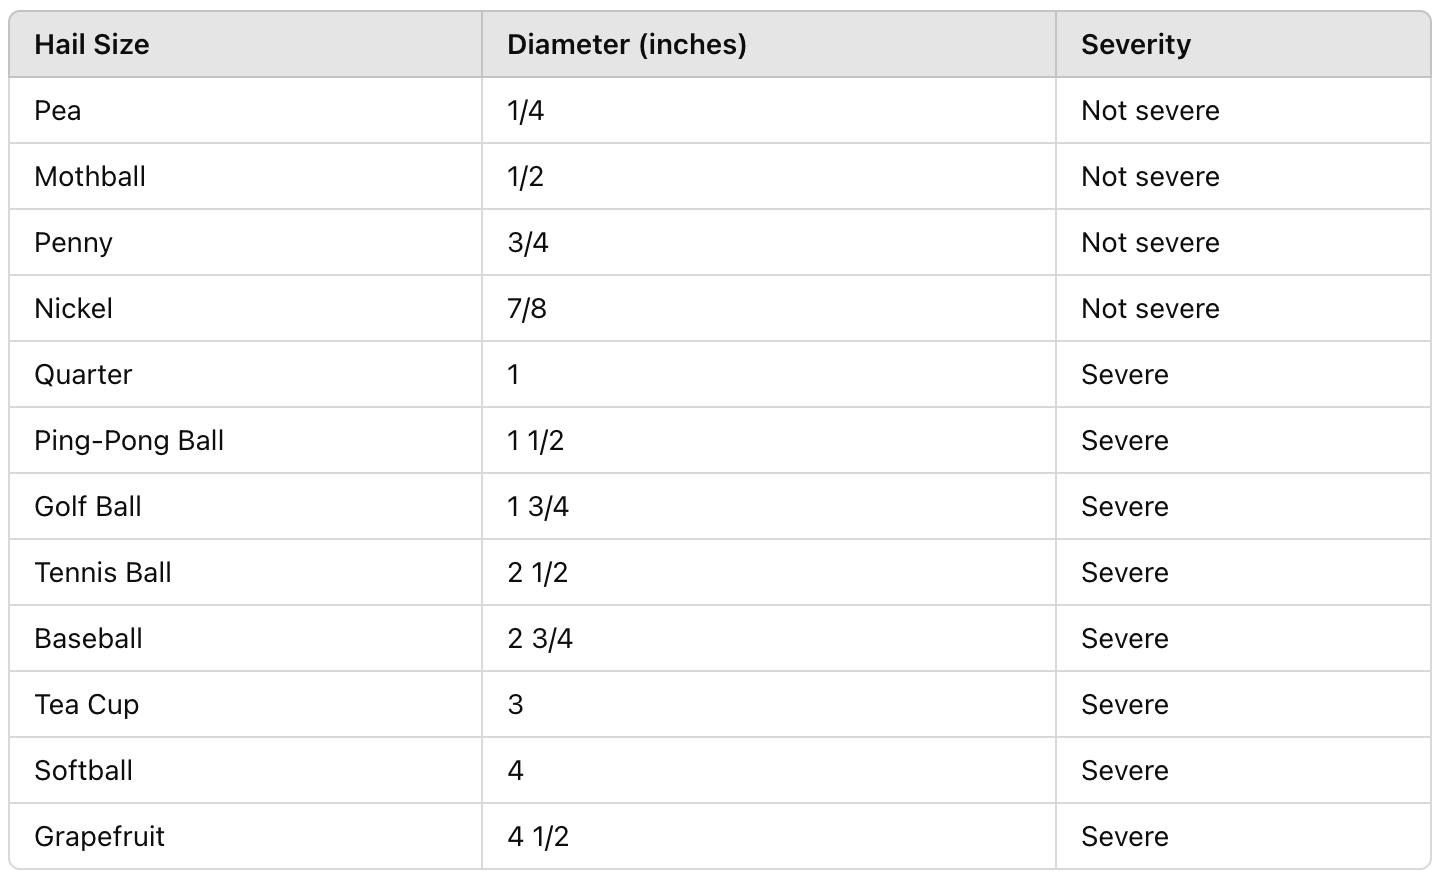 Hail Size Diameter (inches) Severity
Pea 1/4 Not severe
Mothball 1/2 Not severe
Penny 3/4 Not severe
Nickel 7/8 Not severe
Quarter 1 Severe
Ping-Pong Ball 1 1/2 Severe
Golf Ball 1 3/4 Severe
Tennis Ball 2 1/2 Severe
Baseball 2 3/4 Severe
Tea Cup 3 Severe
Softball 4 Severe
Grapefruit 4 1/2 Severe